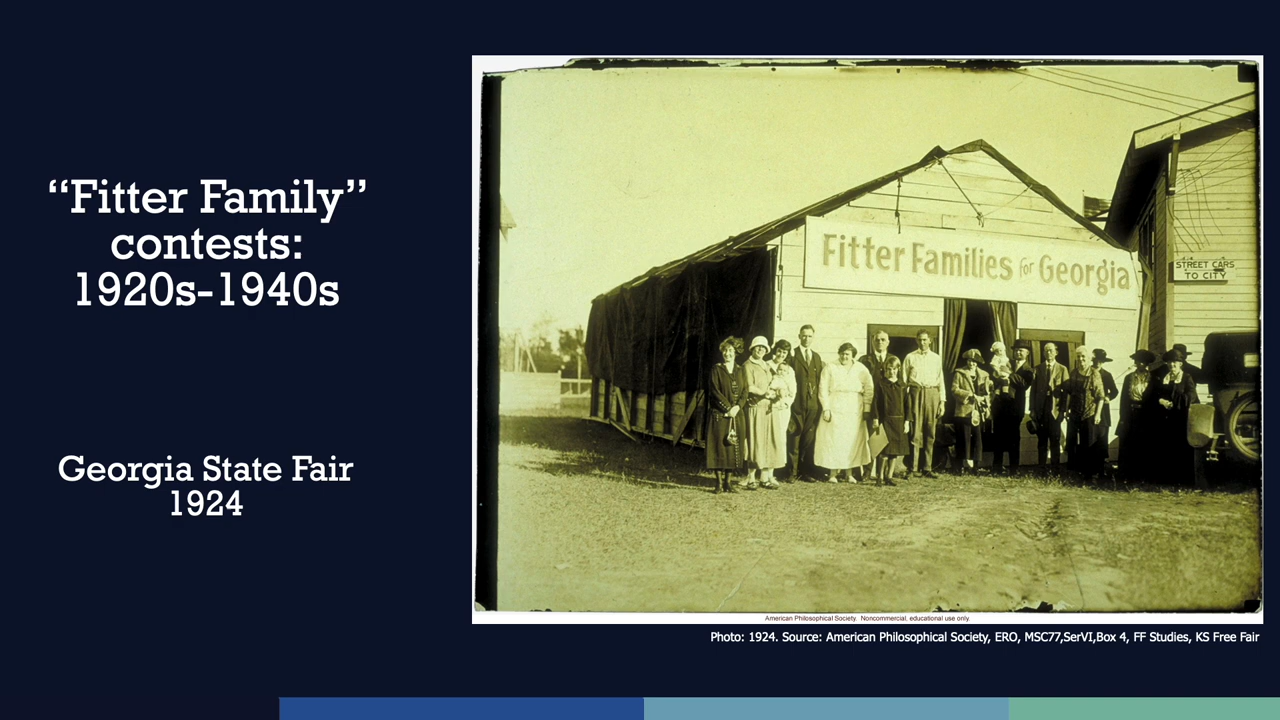 “Fitter Family”
contests:
1920s-1940s
Georgia State Fair
1924
Fitter Families for Georgia
STREET CARS
TO CITY
American Philosophical Society. Noncommercial, educational use only.
Photo: 1924. Source: American Philosophical Society, ERO, MSC77,SerVI,Box 4, FF Studies, KS Free Fair